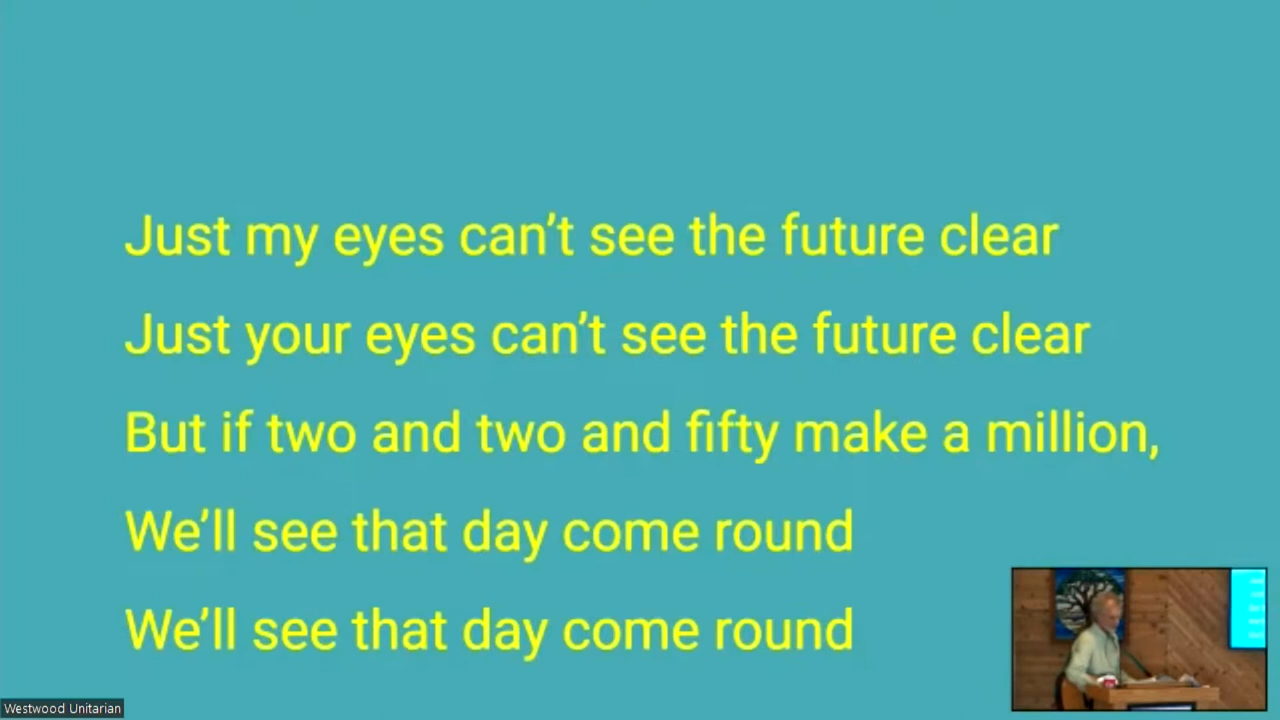 Just my eyes can’t see the future clear
Just your eyes can’t see the future clear
But if two and two and fifty make a million,
We’ll see that day come round
We’ll see that day come round
Westwood Unitarian